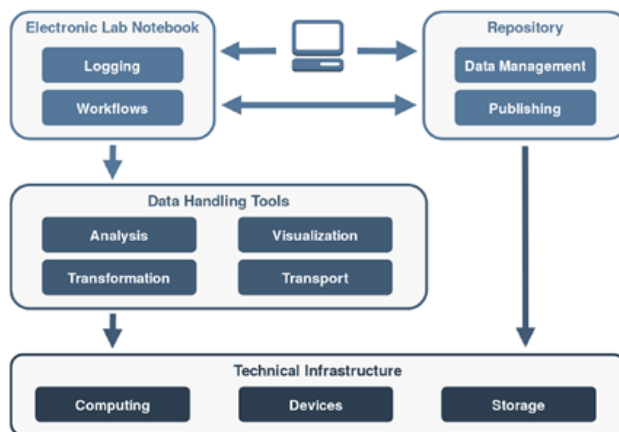 Electronic Lab Notebook
Logging
Workflows
Repository
Data Management
Publishing
Data Handling Tools
Analysis
Visualization
Transformation
Transport
Technical Infrastructure
Computing
Devices
Storage